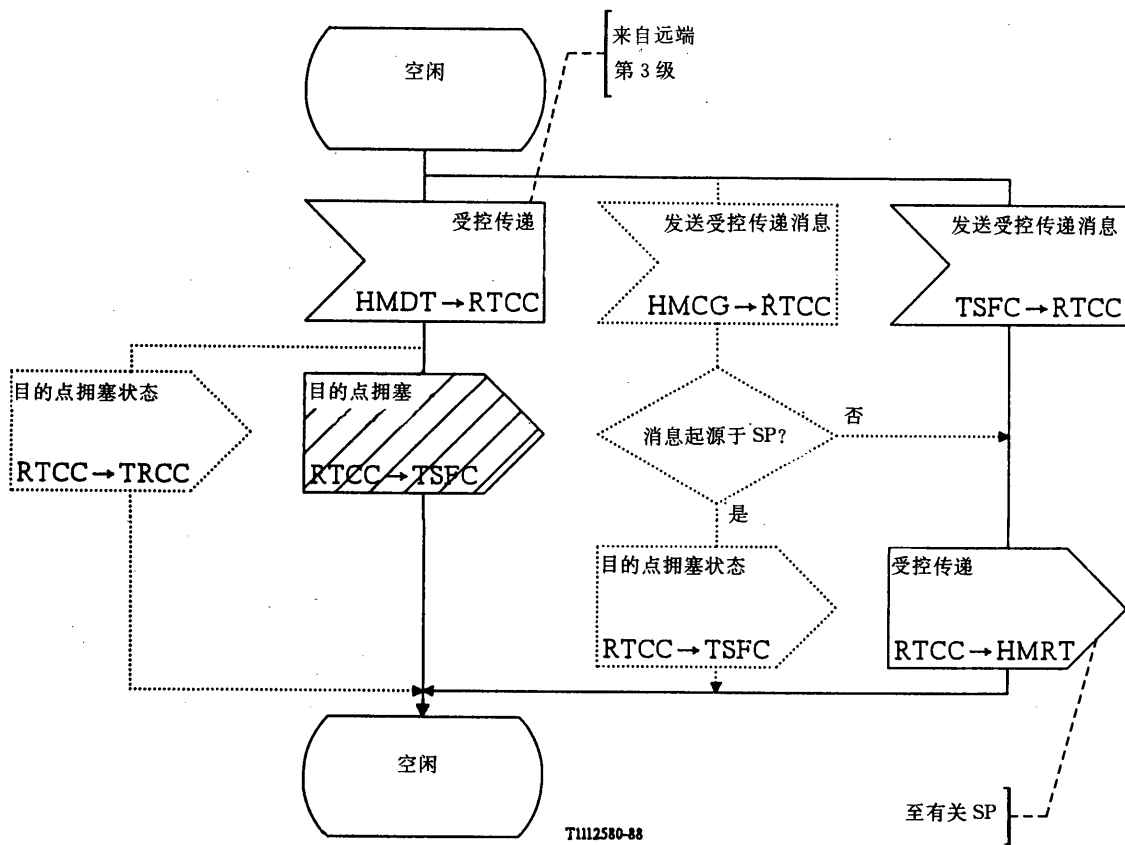 来自远端
第 3 级
空闲
受控传递
HMDT→RTCC
发送受控传递消息
HMCG→RTCC
发送受控传递消息
TSFC→RTCC
目的点拥塞状态
RTCC→TRCC
目的点拥塞
RTCC→TSFC
消息起源于 SP?
否
是
目的点拥塞状态
RTCC→TSFC
受控传递
RTCC→HMRT
空闲
至有关 SP
T1112580-88